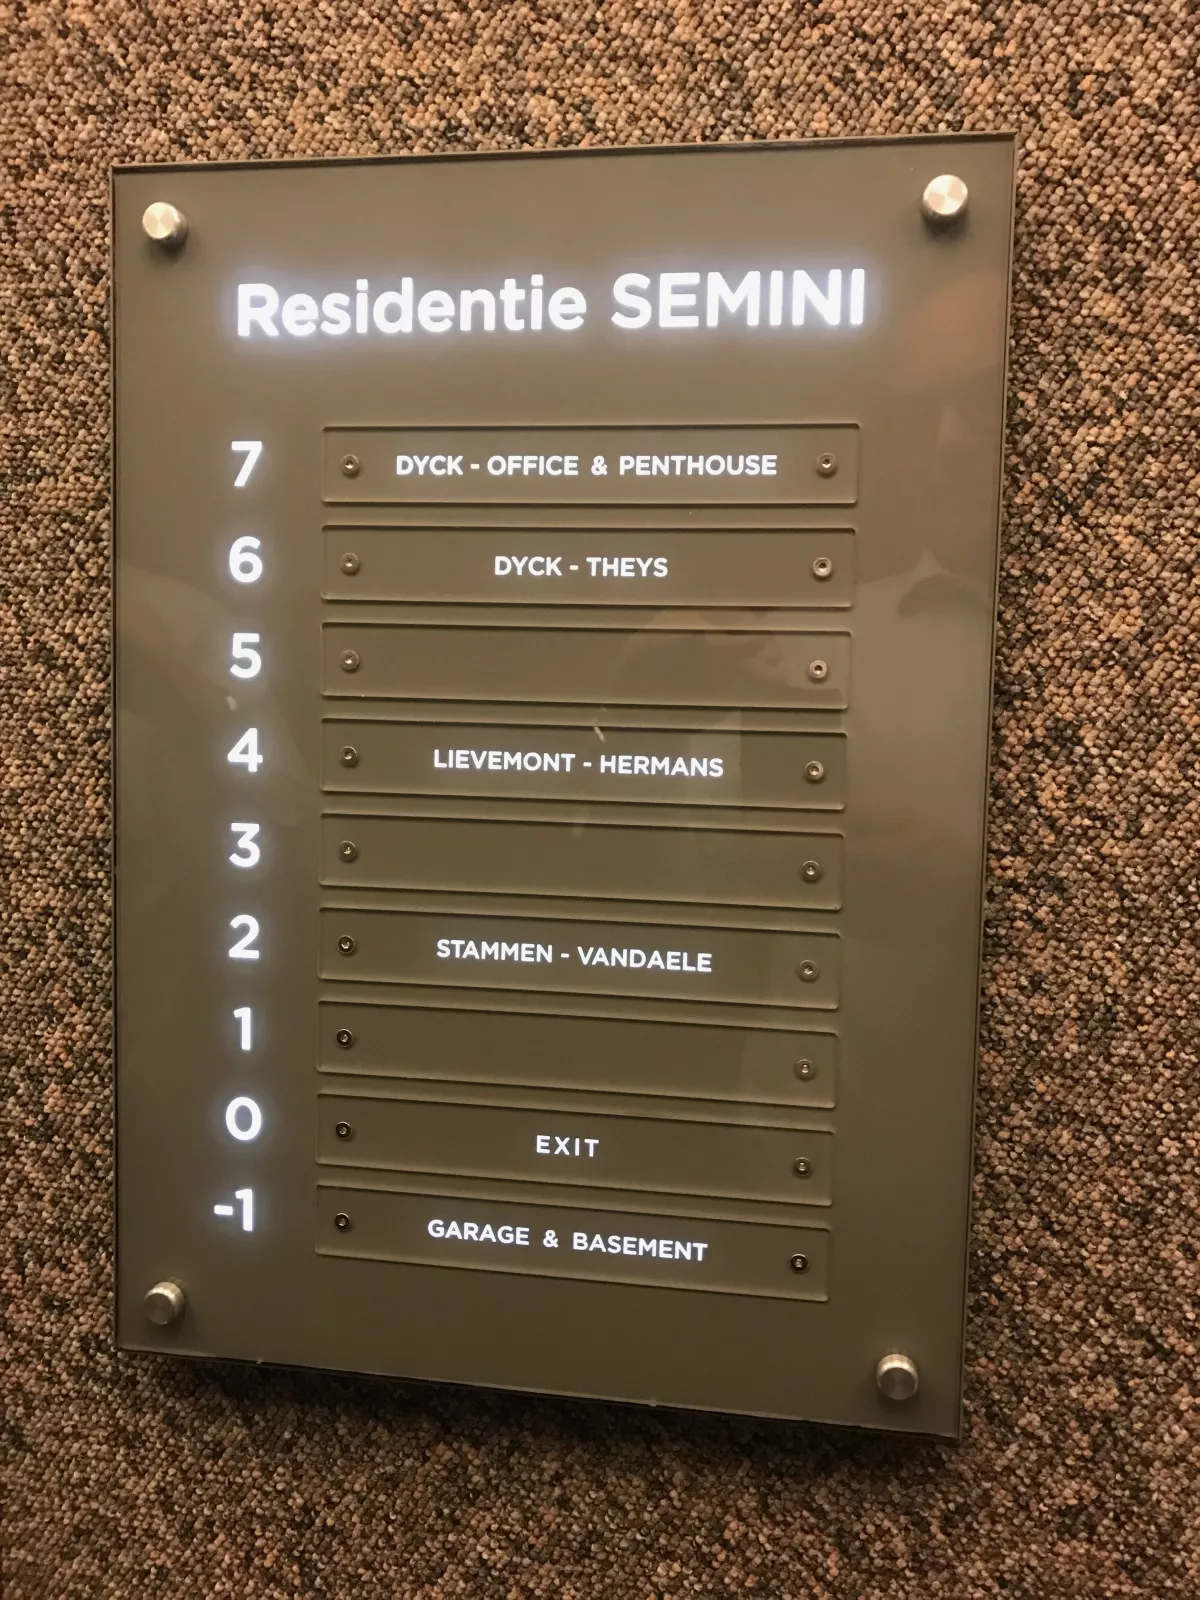 Residentie SEMINI
7 DYCK - OFFICE & PENTHOUSE
6 DYCK - THEYS
5
4 LIEVEMONT - HERMANS
3
2 STAMMEN - VANDAELE
1
0 EXIT
-1 GARAGE & BASEMENT